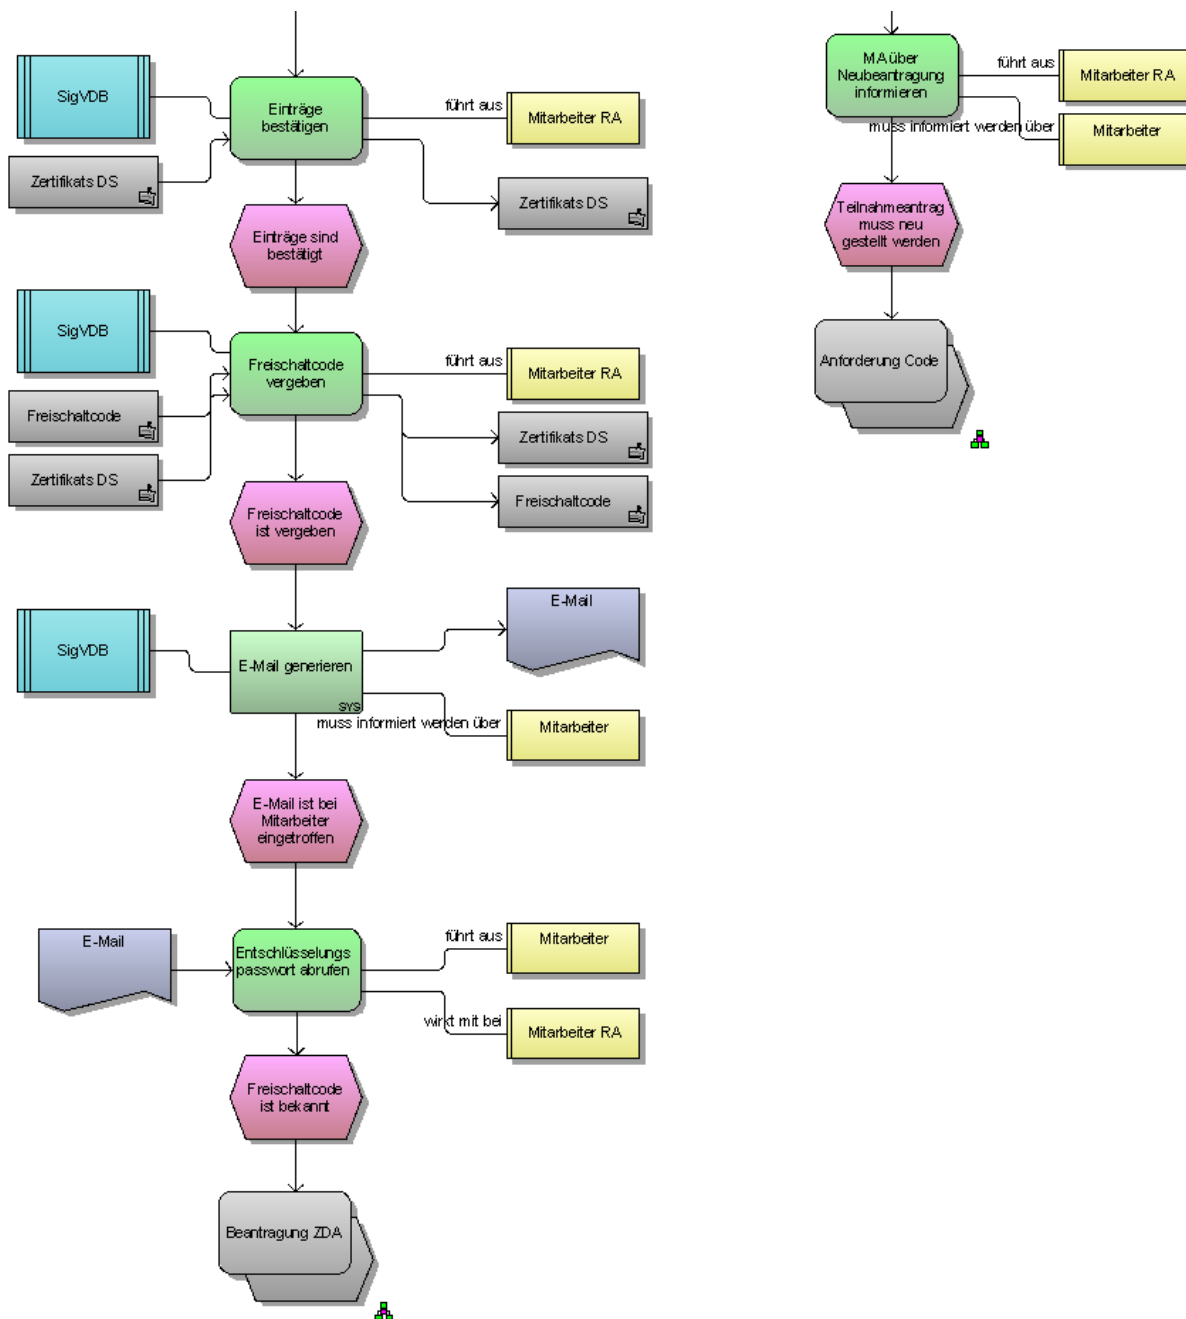 SigVDB
Einträge
bestätigen
führt aus
Mitarbeiter RA
Zertifikats DS
Zertifikats DS
Einträge sind
bestätigt
SigVDB
Freischaltcode
vergeben
führt aus
Mitarbeiter RA
Freischaltcode
Zertifikats DS
Zertifikats DS
Freischaltcode
Freischaltcode
ist vergeben
E-Mail
SigVDB
E-Mail generieren
SYS
muss informiert werden über
Mitarbeiter
E-Mail ist bei
Mitarbeiter
eingetroffen
E-Mail
Entschlüsselungs
passwort abrufen
führt aus
Mitarbeiter
wirkt mit bei
Mitarbeiter RA
Freischaltcode
ist bekannt
Beantragung ZDA
MA über
Neubeantragung
informieren
führt aus
Mitarbeiter RA
muss informiert werden über
Mitarbeiter
Teilnahmeantrag
muss neu
gestellt werden
Anforderung Code